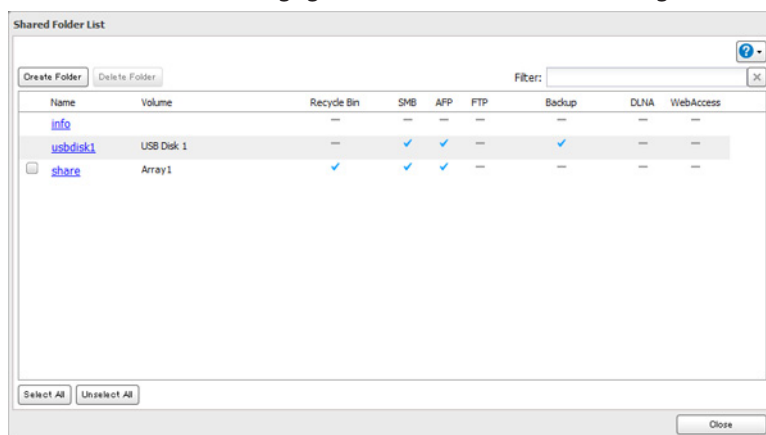 Shared Folder List
Create Folder Delete Folder Filter:
Name Volume Recycle Bin SMB AFP FTP Backup DLNA WebAccess
info
usbdisk1 USB Disk 1
share Array1
Select All Unselect All
Close